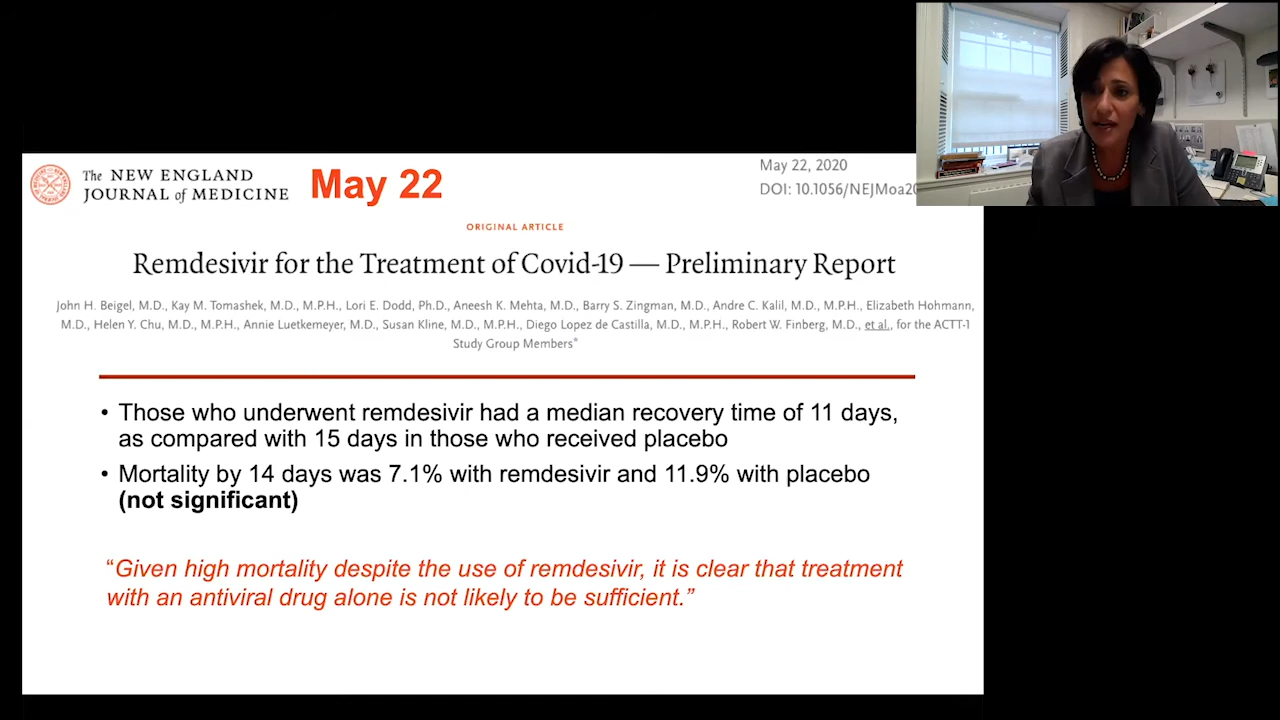 The NEW ENGLAND
JOURNAL of MEDICINE
May 22
May 22, 2020
DOI: 10.1056/NEJMoa20
ORIGINAL ARTICLE
Remdesivir for the Treatment of Covid-19 — Preliminary Report
John H. Beigel, M.D., Kay M. Tomashek, M.D., M.P.H., Lori E. Dodd, Ph.D., Aneesh K. Mehta, M.D., Barry S. Zingman, M.D., Andre C. Kalil, M.D., M.P.H., Elizabeth Hohmann,
M.D., Helen Y. Chu, M.D., M.P.H., Annie Luetkemeyer, M.D., Susan Kline, M.D., M.P.H., Diego Lopez de Castilla, M.D., M.P.H., Robert W. Finberg, M.D., et al., for the ACTT-1
Study Group Members*
• Those who underwent remdesivir had a median recovery time of 11 days,
as compared with 15 days in those who received placebo
• Mortality by 14 days was 7.1% with remdesivir and 11.9% with placebo
(not significant)
“Given high mortality despite the use of remdesivir, it is clear that treatment
with an antiviral drug alone is not likely to be sufficient.”